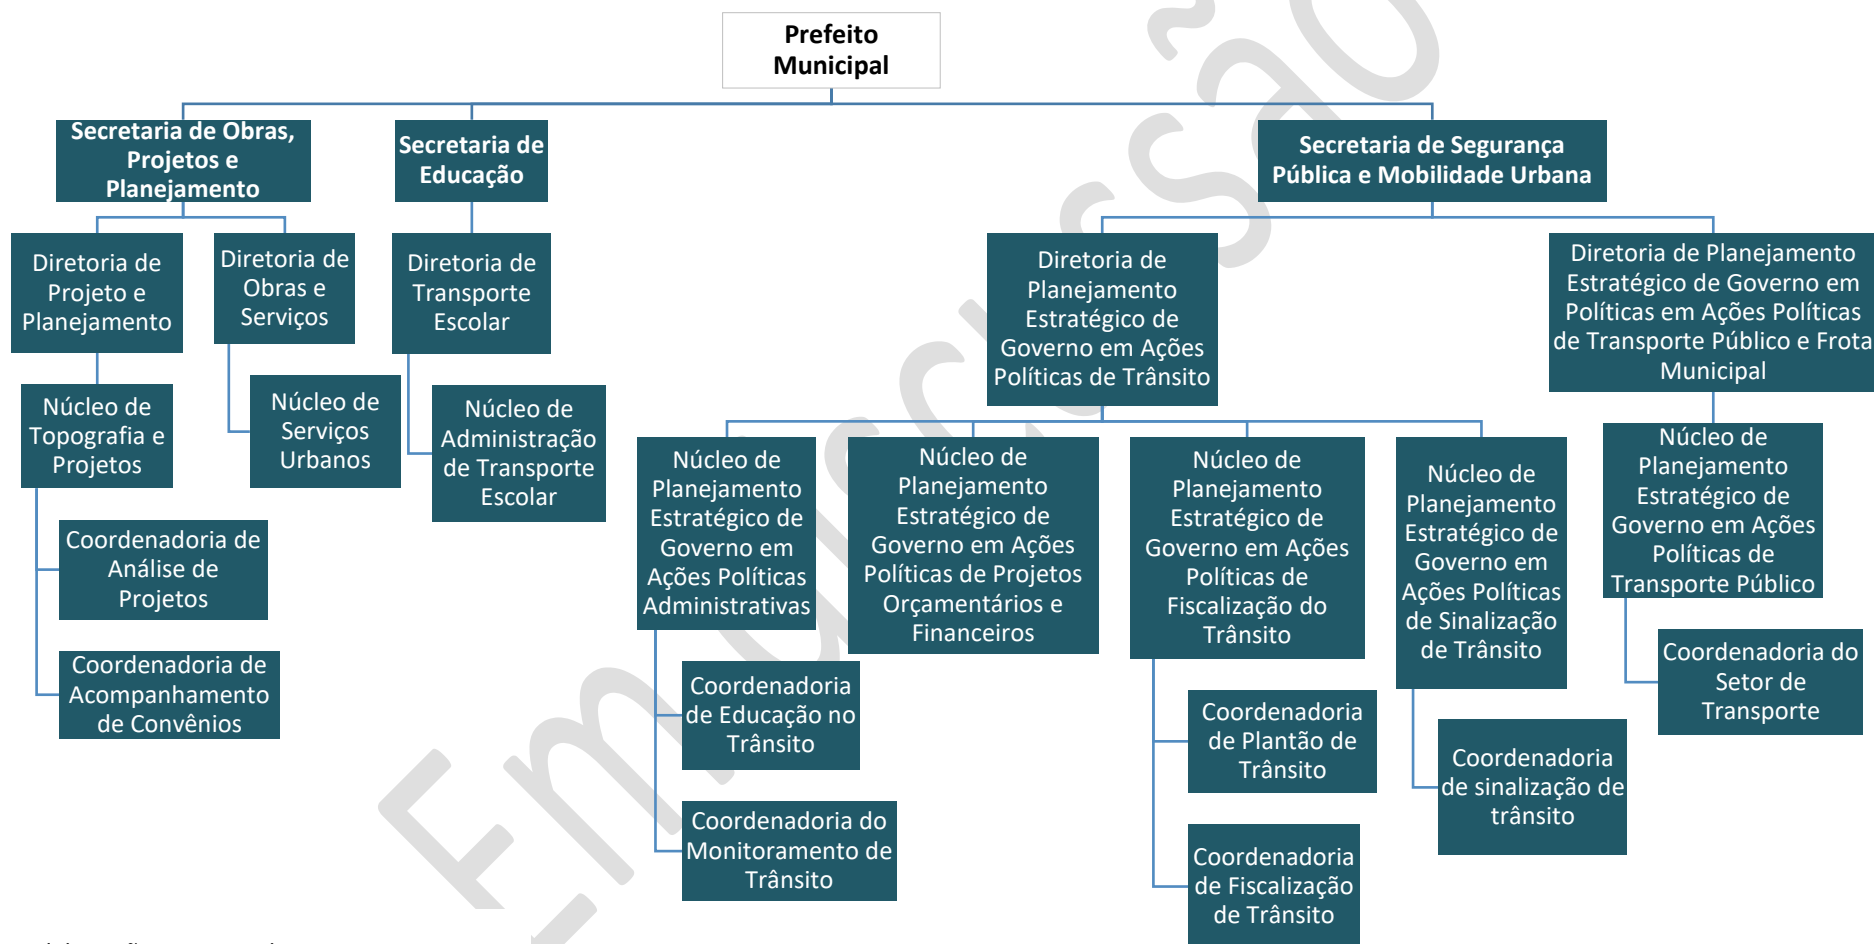 Prefeito
Municipal
Secretaria de Obras,
Projetos e
Planejamento
Secretaria de
Educação
Secretaria de Segurança
Pública e Mobilidade Urbana
Diretoria de
Projeto e
Planejamento
Diretoria de
Obras e
Serviços
Diretoria de
Transporte
Escolar
Diretoria de
Planejamento
Estratégico de
Governo em Ações
Políticas de Trânsito
Diretoria de Planejamento
Estratégico de Governo em
Políticas em Ações Políticas
de Transporte Público e Frota
Municipal
Núcleo de
Topografia e
Projetos
Núcleo de
Serviços
Urbanos
Núcleo de
Administração
de Transporte
Escolar
Núcleo de
Planejamento
Estratégico de
Governo em
Ações Políticas
Administrativas
Núcleo de
Planejamento
Estratégico de
Governo em Ações
Políticas de Projetos
Orçamentários e
Financeiros
Núcleo de
Planejamento
Estratégico de
Governo em Ações
Políticas de
Fiscalização do
Trânsito
Núcleo de
Planejamento
Estratégico de
Governo em
Ações Políticas
de Sinalização
de Trânsito
Núcleo de
Planejamento
Estratégico de
Governo em Ações
Políticas de
Transporte Público
Coordenadoria de
Análise de
Projetos
Coordenadoria de
Acompanhamento
de Convênios
Coordenadoria
de Educação no
Trânsito
Coordenadoria do
Monitoramento de
Trânsito
Coordenadoria
de Plantão de
Trânsito
Coordenadoria
de Fiscalização
de Trânsito
Coordenadoria
de sinalização de
trânsito
Coordenadoria do
Setor de
Transporte